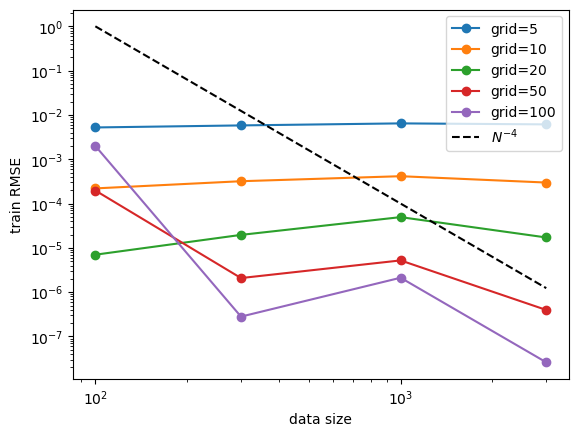 10⁰
10⁻¹
10⁻²
10⁻³
10⁻⁴
10⁻⁵
10⁻⁶
10⁻⁷
train RMSE
grid=5
grid=10
grid=20
grid=50
grid=100
N⁻⁴
10² 10³
data size